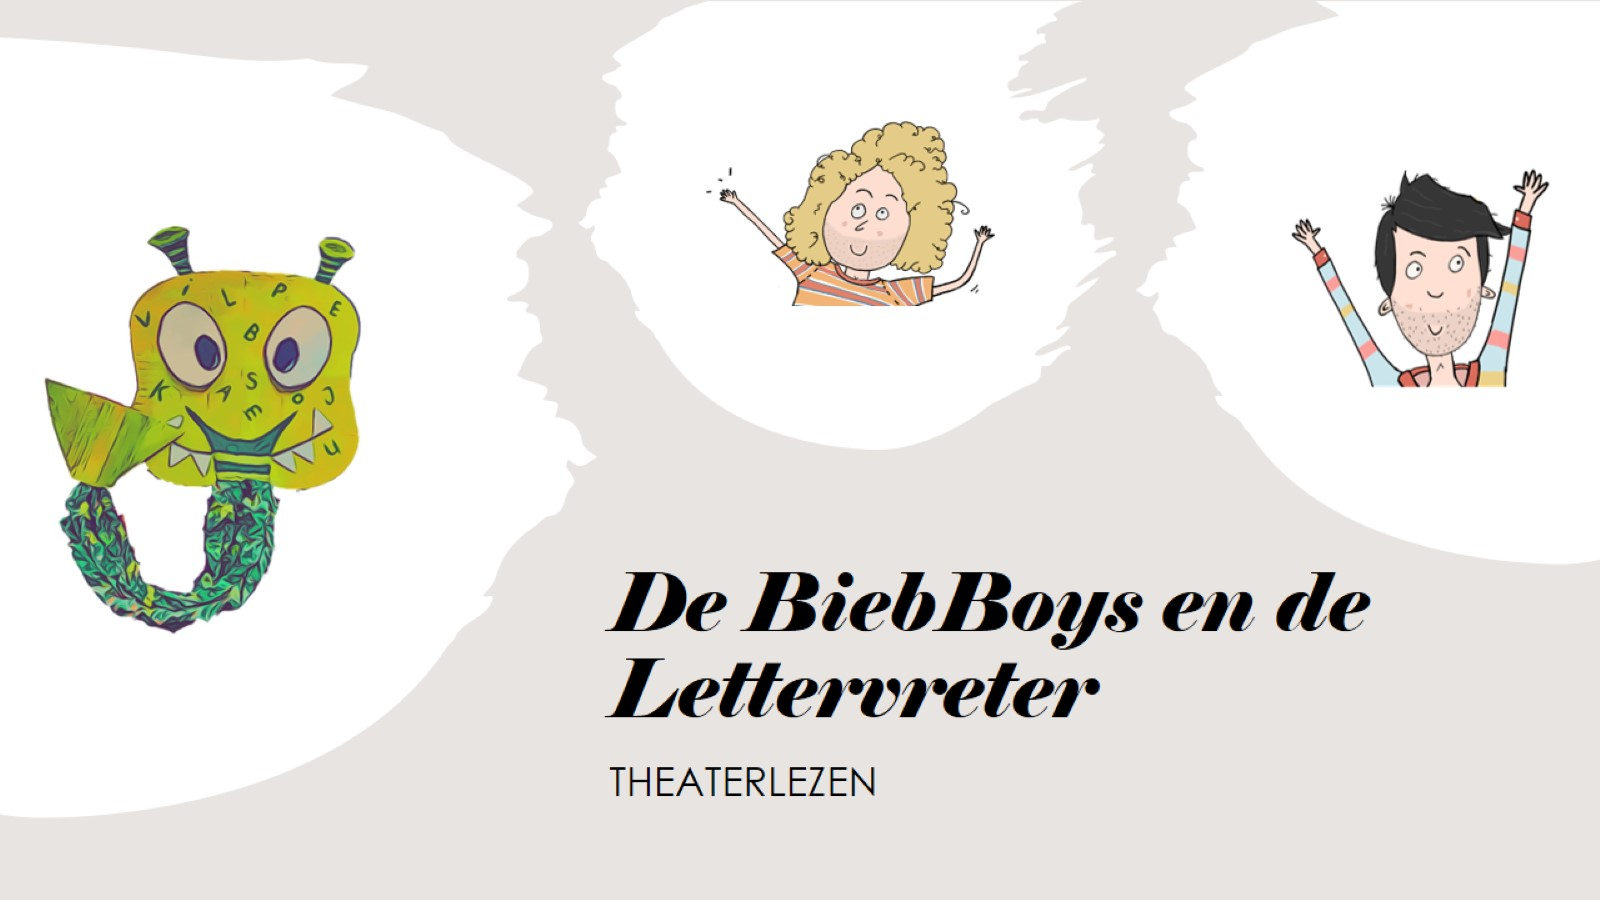 i L P E
V B
K A S m o J
u
De BiebBoys en de
Lettervreter
THEATERLEZEN